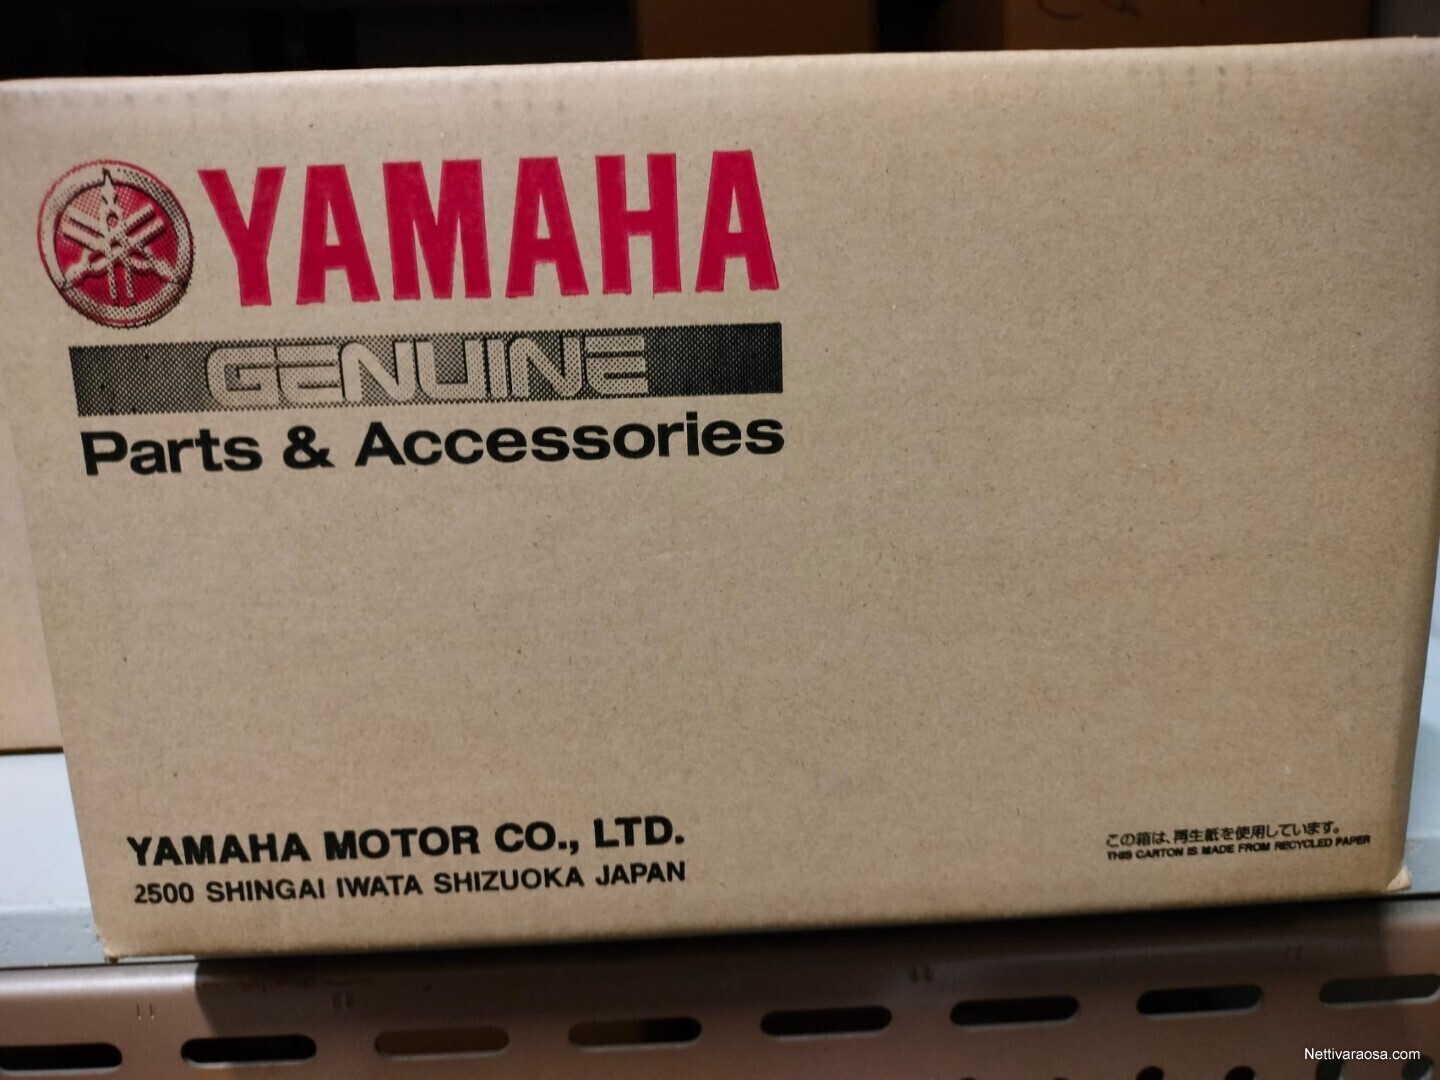 YAMAHA
GENUINE
Parts & Accessories
YAMAHA MOTOR CO., LTD.
2500 SHINGAI IWATA SHIZUOKA JAPAN
この箱は、再生紙を使用しています。
THIS CARTON IS MADE FROM RECYCLED PAPER
Nettivaraosa.com